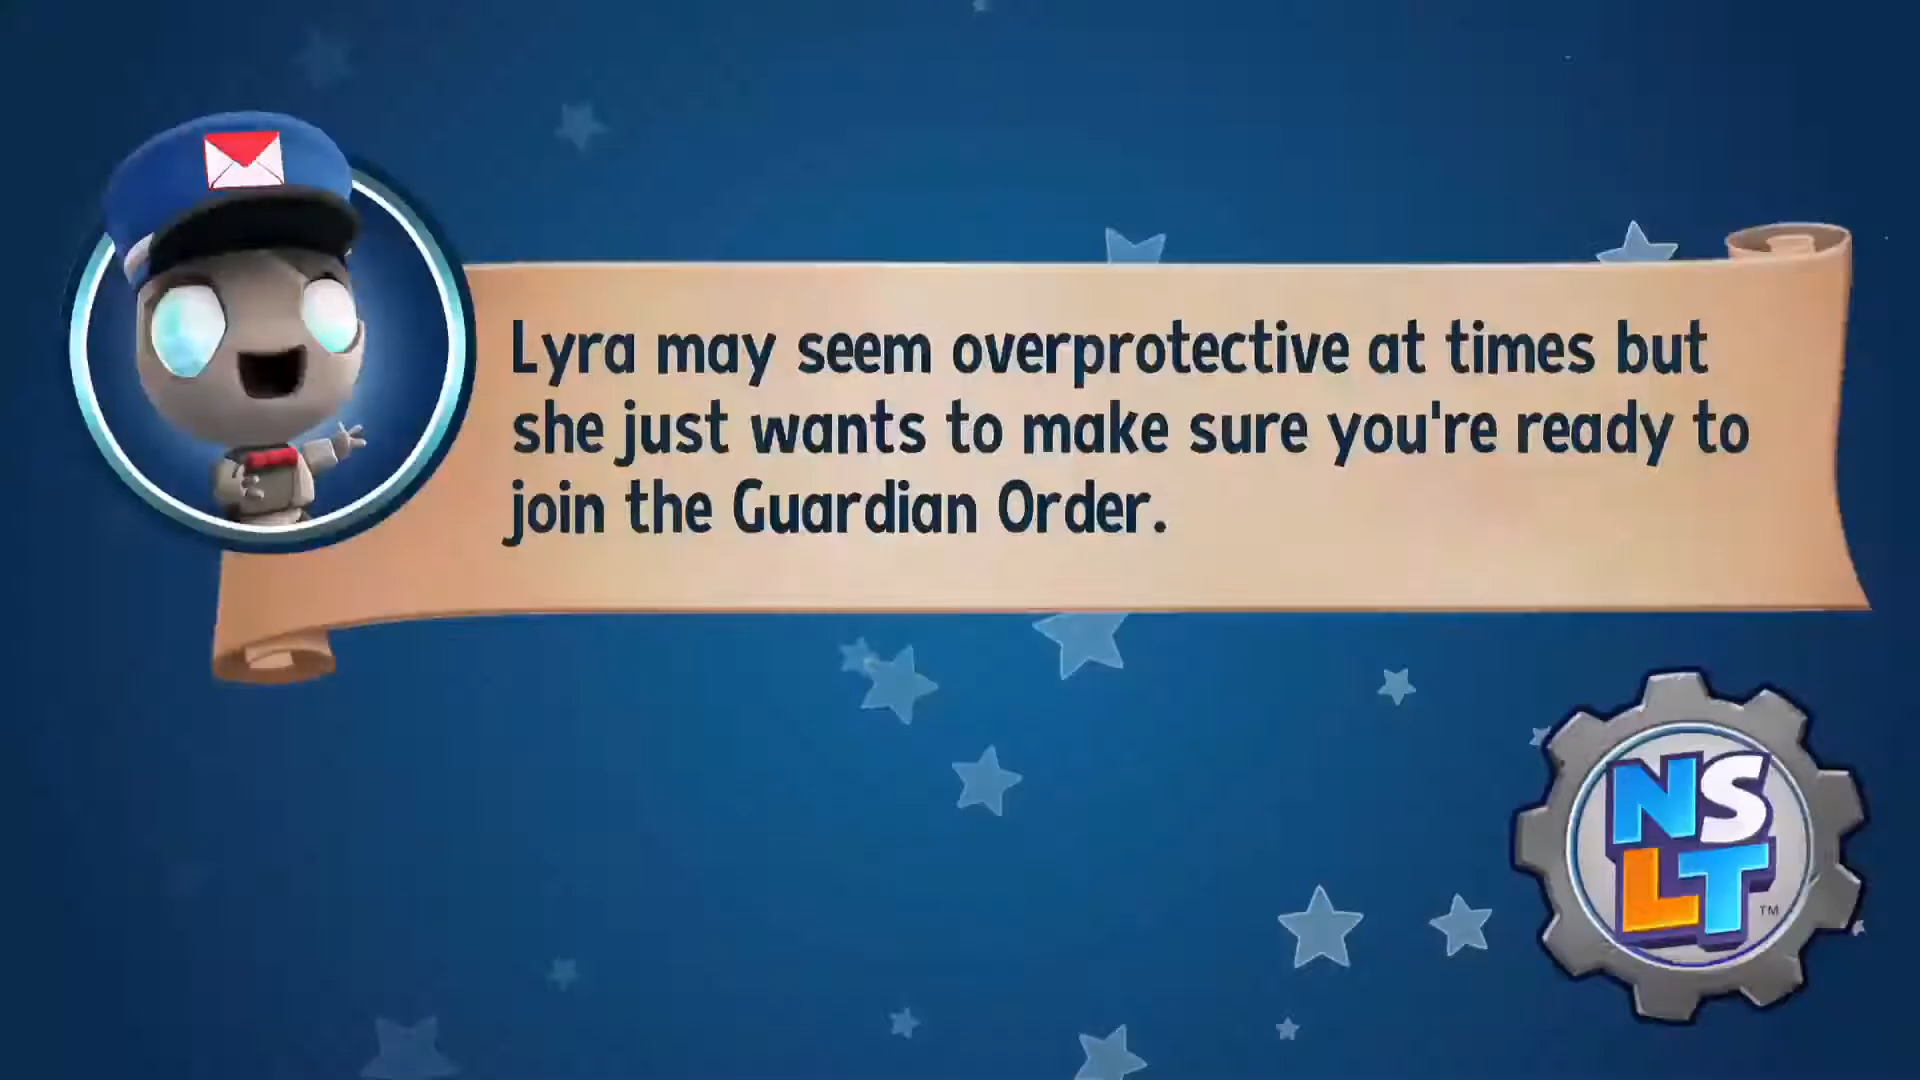 Lyra may seem overprotective at times but
she just wants to make sure you're ready to
join the Guardian Order.
NS
LT
TM